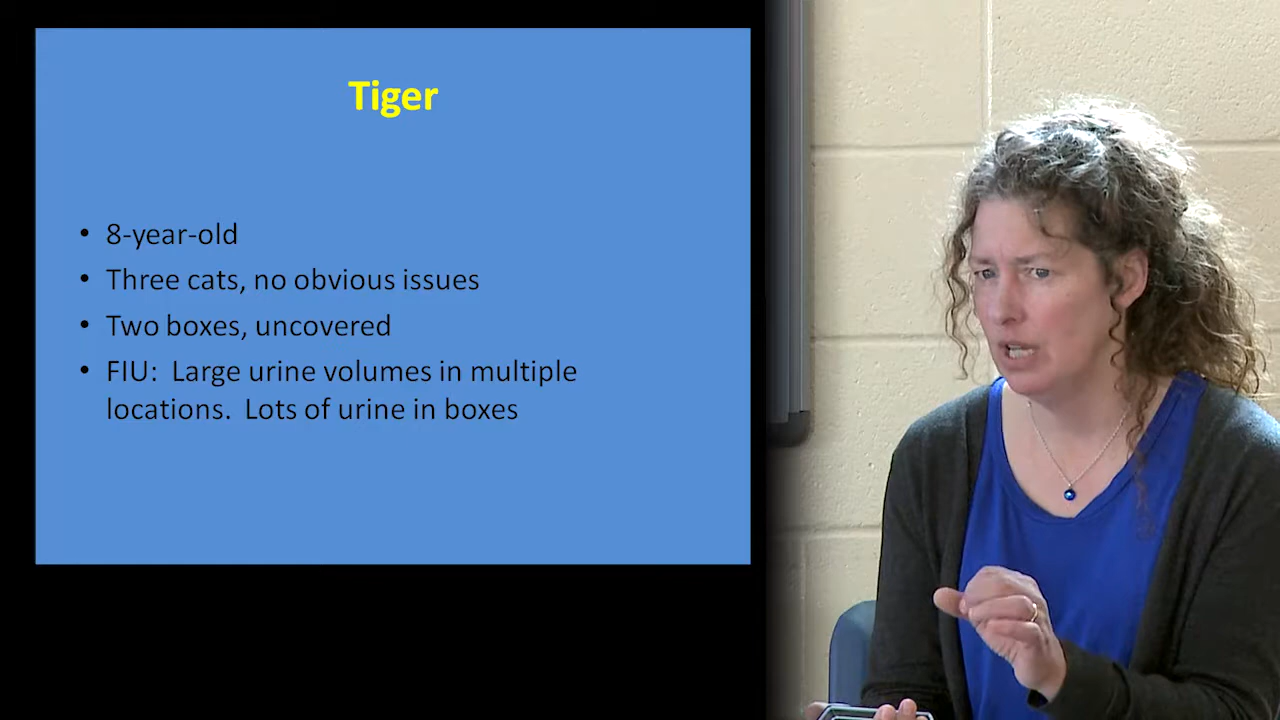 Tiger
• 8-year-old
• Three cats, no obvious issues
• Two boxes, uncovered
• FIU:  Large urine volumes in multiple
locations.  Lots of urine in boxes